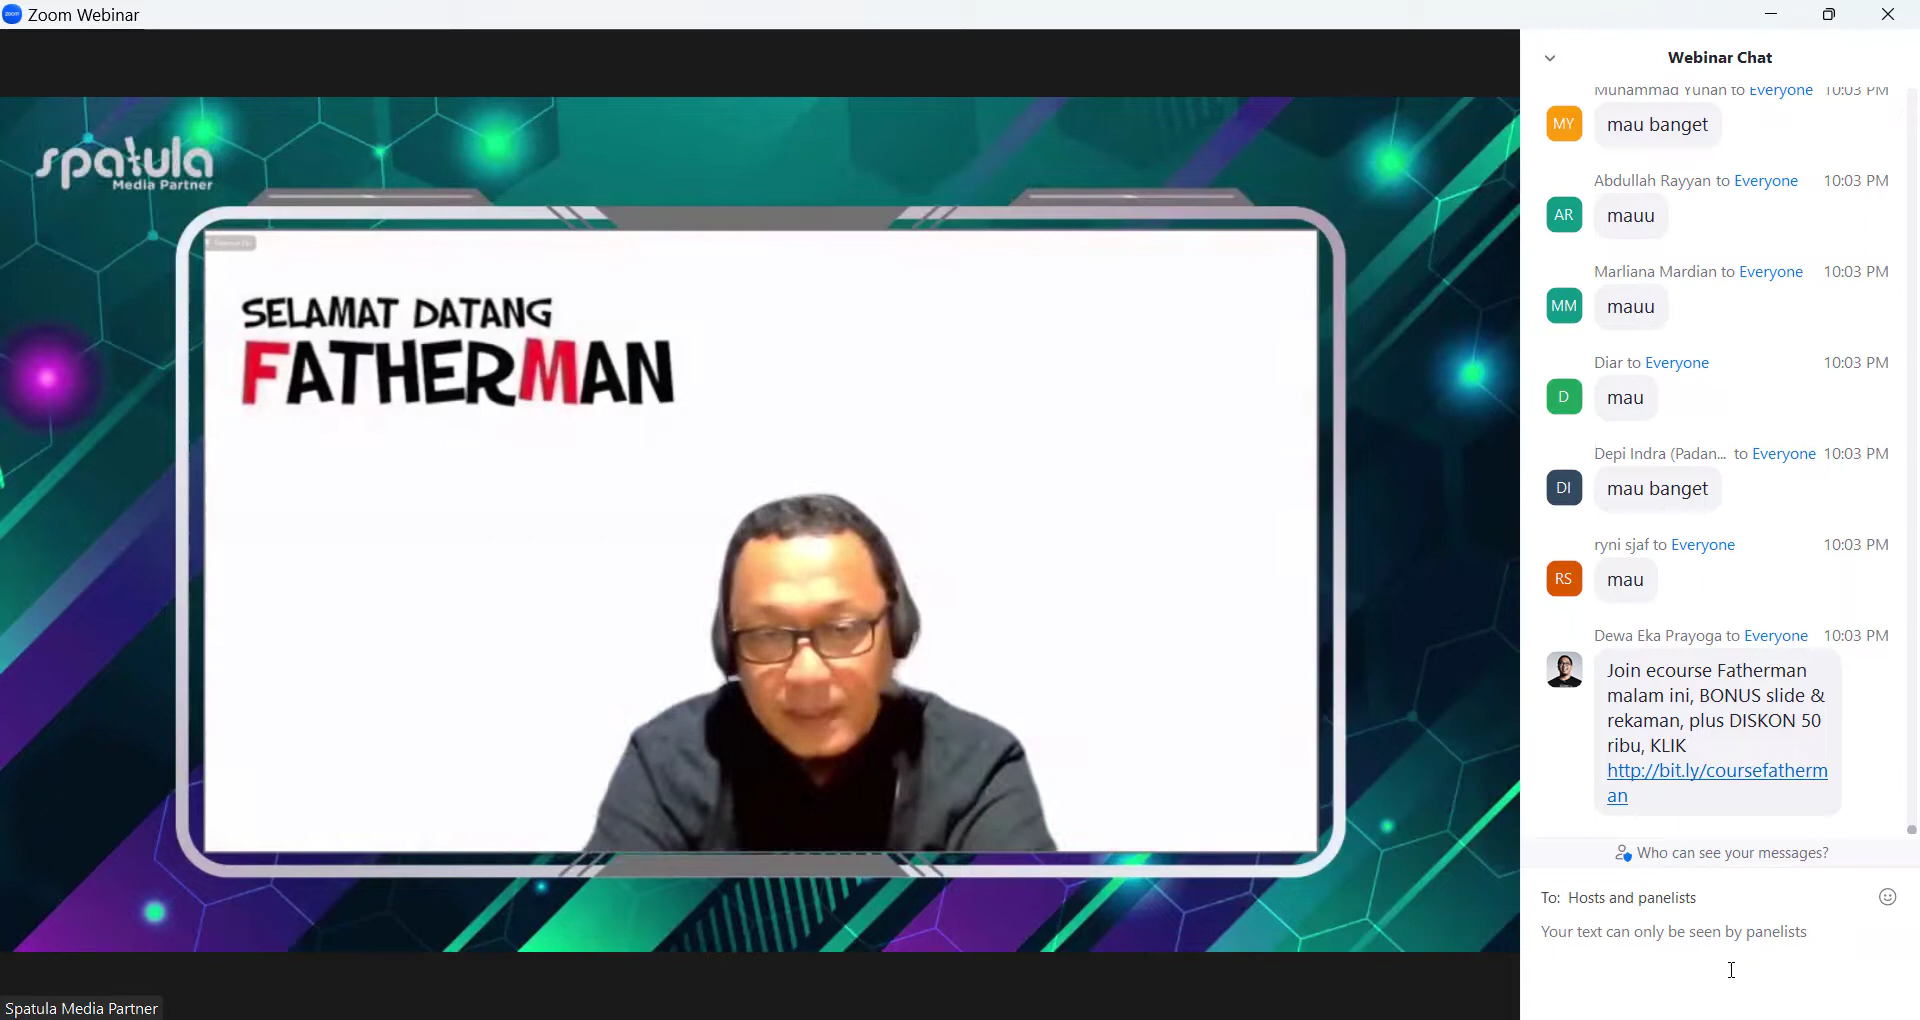 zoom
Zoom Webinar
spatula
Media Partner
SELAMAT DATANG
FATHERMAN
Spatula Media Partner
Webinar Chat
Muhammad Yunan to Everyone 10:03 PM
MY
mau banget
Abdullah Rayyan to Everyone 10:03 PM
AR
mauu
Marliana Mardian to Everyone 10:03 PM
MM
mauu
Diar to Everyone 10:03 PM
D
mau
Depi Indra (Padan... to Everyone 10:03 PM
DI
mau banget
ryni sjaf to Everyone 10:03 PM
RS
mau
Dewa Eka Prayoga to Everyone 10:03 PM
Join ecourse Fatherman
malam ini, BONUS slide &
rekaman, plus DISKON 50
ribu, KLIK
http://bit.ly/coursefatherm
an
Who can see your messages?
To: Hosts and panelists
Your text can only be seen by panelists